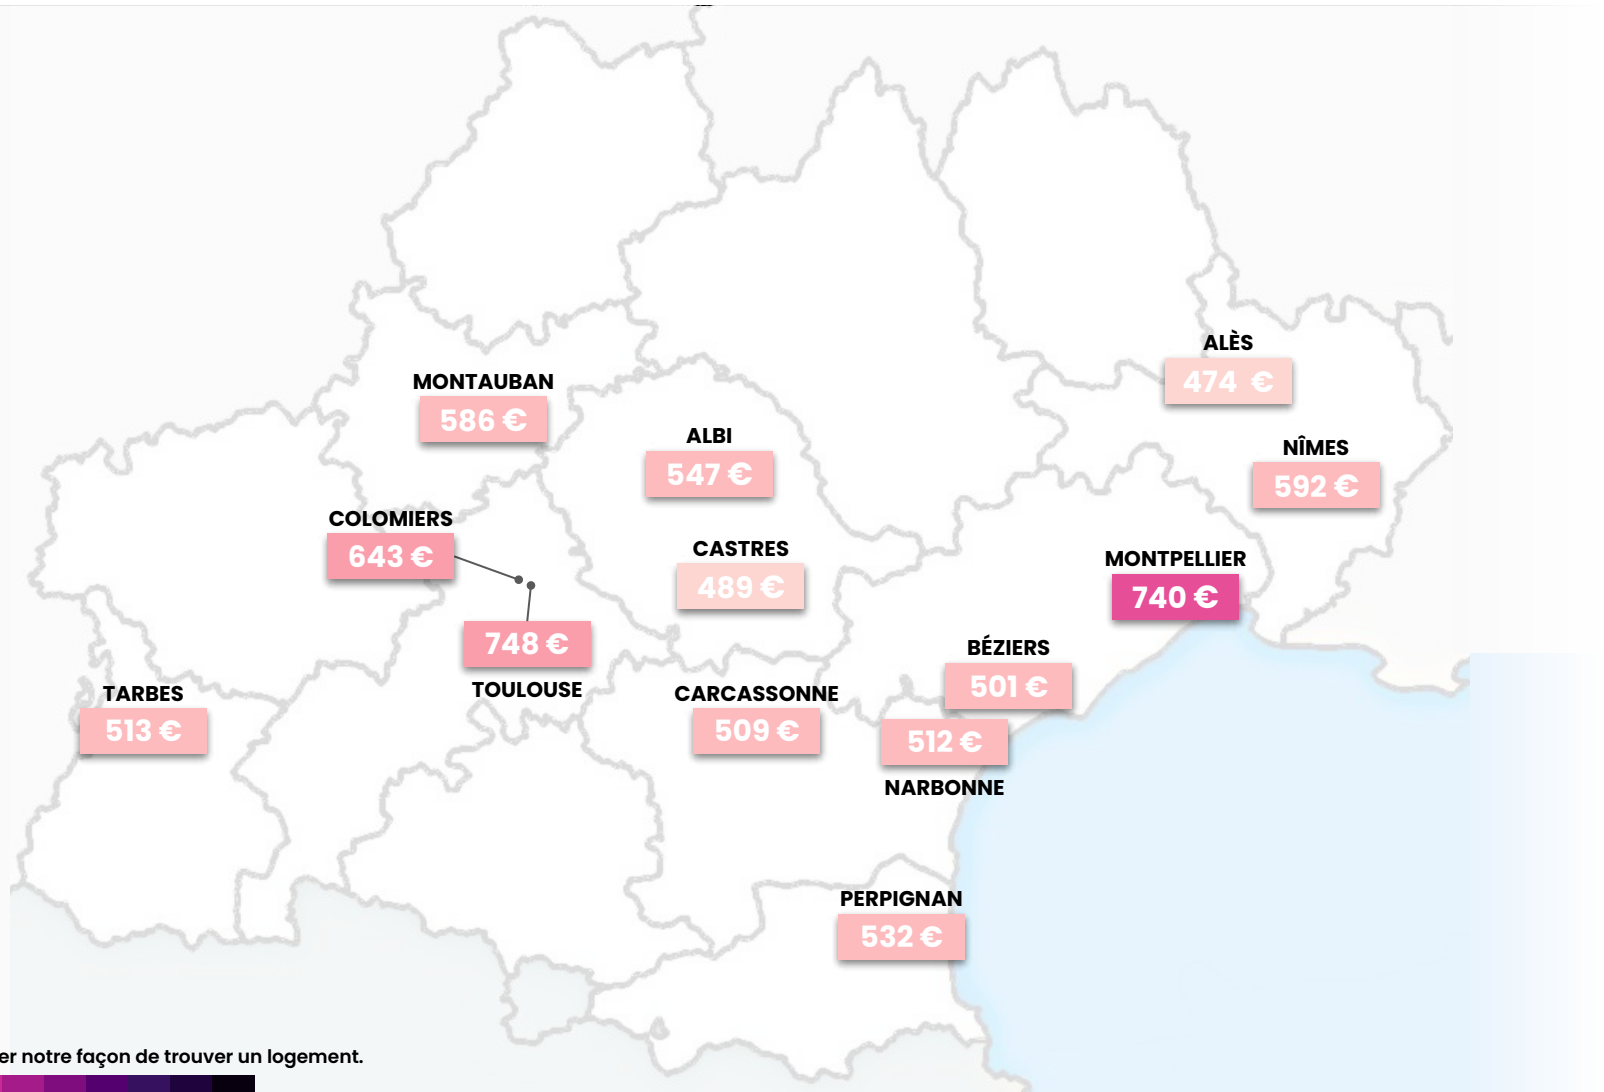 ALÈS
474 €
MONTAUBAN
586 €
ALBI
547 €
NÎMES
592 €
COLOMIERS
643 €
CASTRES
489 €
MONTPELLIER
740 €
748 €
TOULOUSE
BÉZIERS
501 €
TARBES
513 €
CARCASSONNE
509 €
512 €
NARBONNE
PERPIGNAN
532 €
er notre façon de trouver un logement.